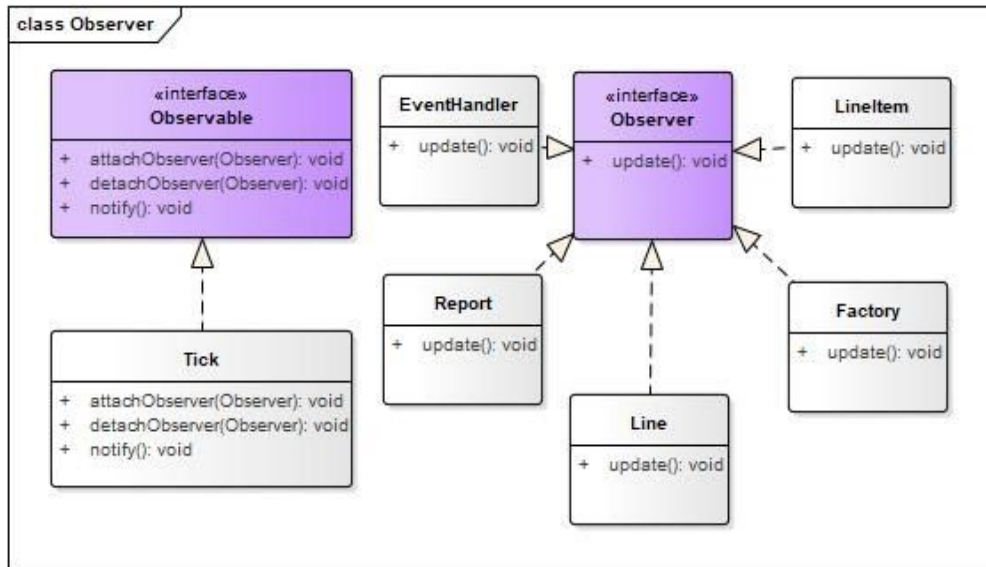 class Observer
«interface»
Observable
+ attachObserver(Observer): void
+ detachObserver(Observer): void
+ notify(): void
EventHandler
+ update(): void
«interface»
Observer
+ update(): void
LineItem
+ update(): void
Tick
+ attachObserver(Observer): void
+ detachObserver(Observer): void
+ notify(): void
Report
+ update(): void
Line
+ update(): void
Factory
+ update(): void